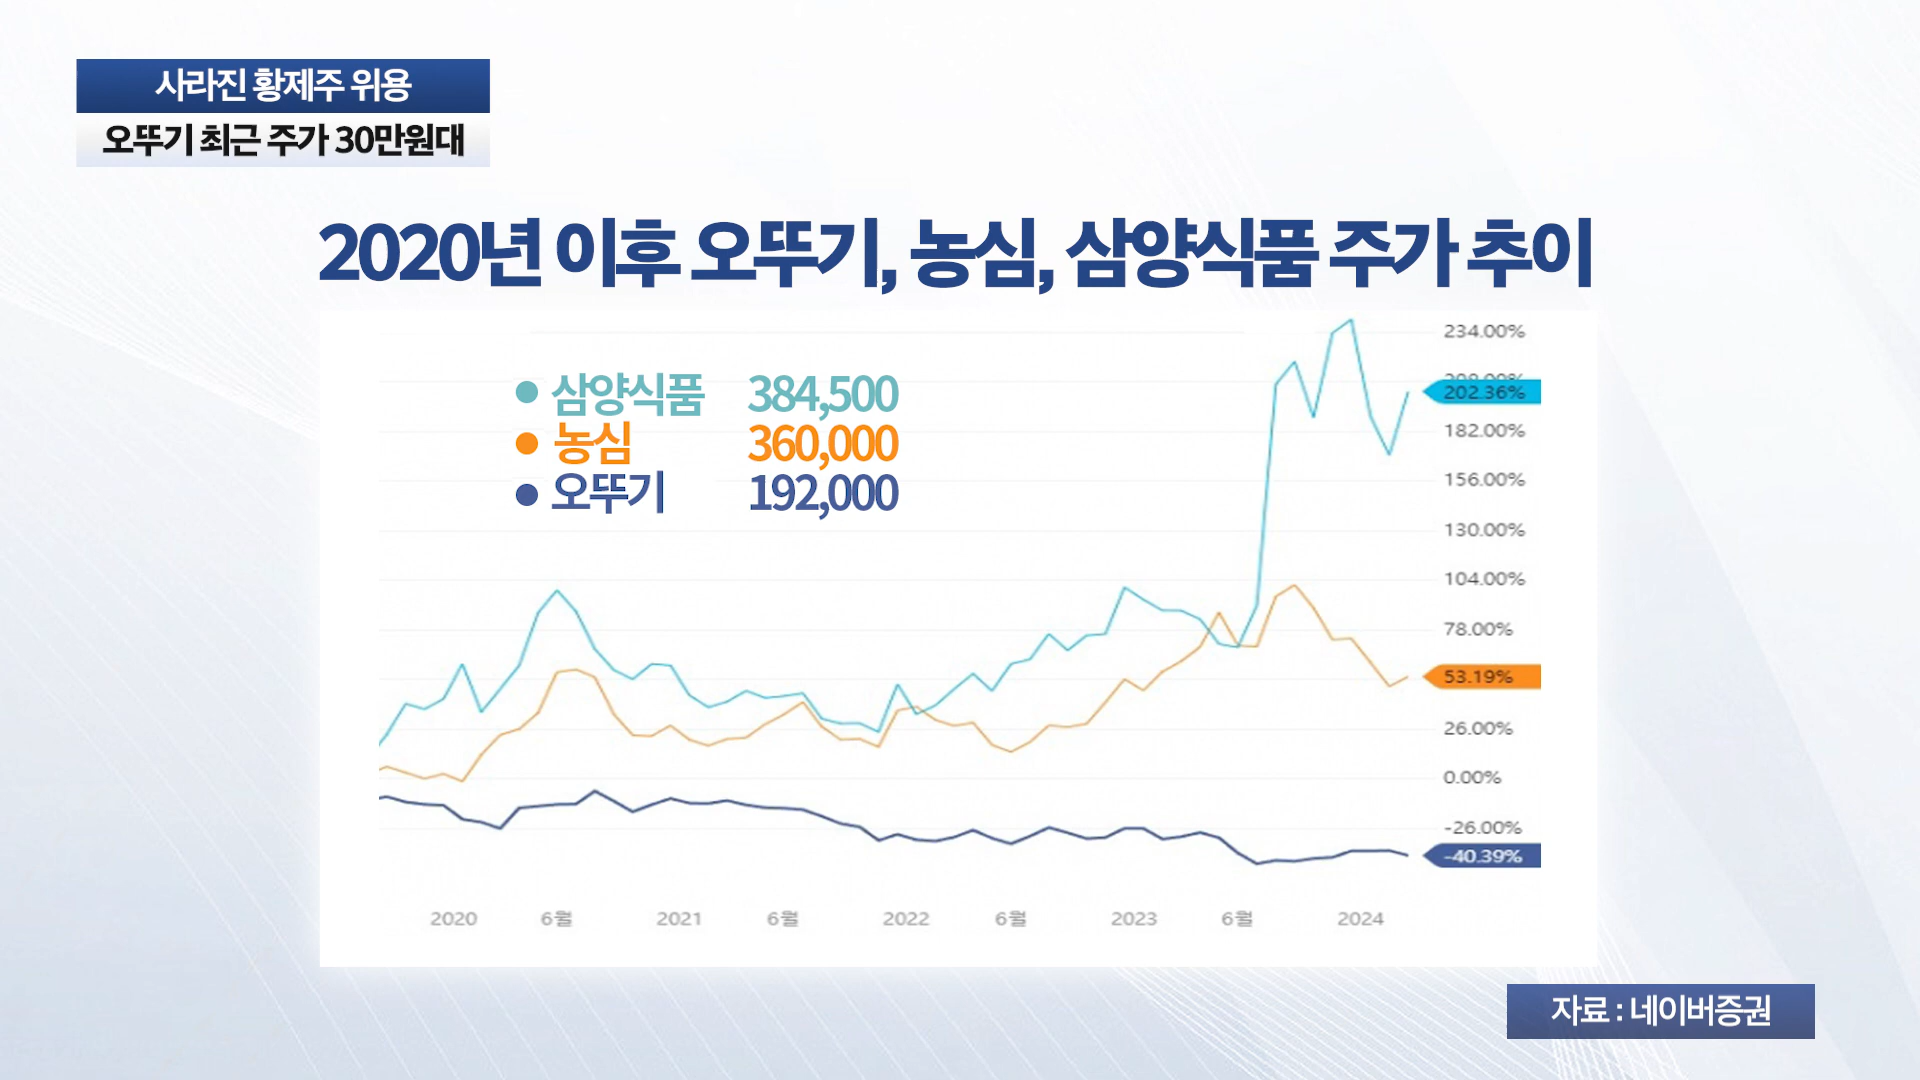 사라진 황제주 위용
오뚜기 최근 주가 30만원대
2020년 이후 오뚜기, 농심, 삼양식품 주가 추이
삼양식품 384,500
농심 360,000
오뚜기 192,000
234.00%
202.36%
182.00%
156.00%
130.00%
104.00%
78.00%
53.19%
26.00%
0.00%
-26.00%
-40.39%
2020 6월 2021 6월 2022 6월 2023 6월 2024
자료 : 네이버증권